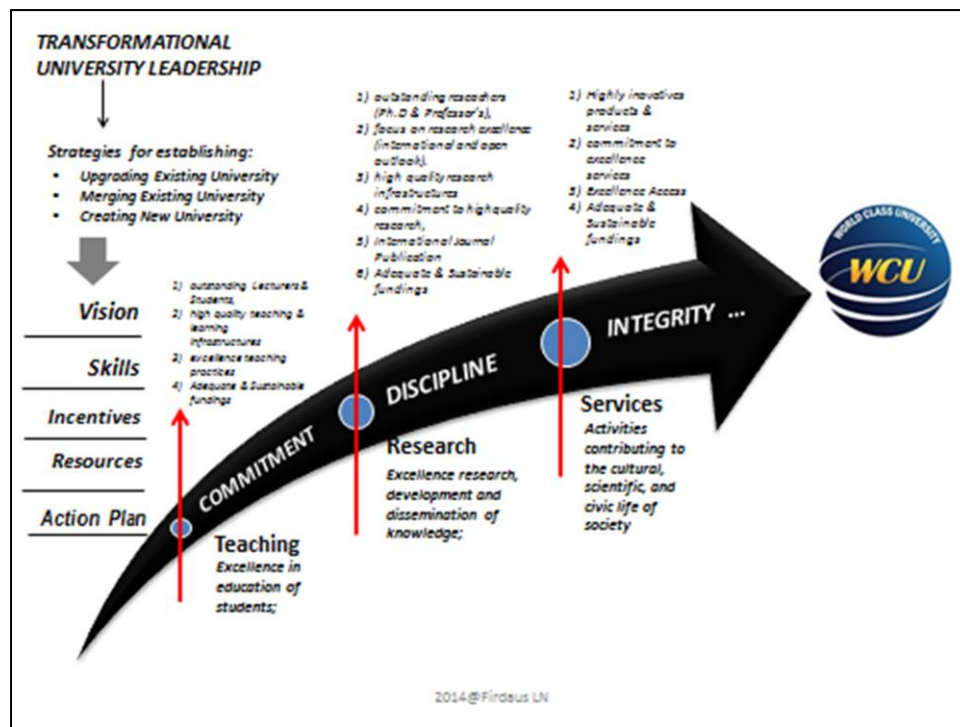 TRANSFORMATIONAL
UNIVERSITY LEADERSHIP
Strategies for establishing:
• Upgrading Existing University
• Merging Existing University
• Creating New University
Vision
Skills
Incentives
Resources
Action Plan
1) outstanding Lecturers &
Students,
2) high quality teaching &
learning
infrastructures
3) excellence teaching
practices
4) Adequate & Sustainable
fundings
1) outstanding researchers
(Ph.D & Professor's),
2) focus on research excellence
(international and open
outlook).
3) high quality research
infrastructures
4) commitment to high quality
research,
5) International Journal
Publication
6) Adequate & Sustainable
fundings
1) Highly inovatives
products &
services
2) commitment to
excellence
services
3) Excellence Access
4) Adequate &
Sustainable
fundings
COMMITMENT
DISCIPLINE
INTEGRITY ...
WORLD CLASS UNIVERSITY
WCU
Teaching
Excellence in
education of
students;
Research
Excellence research,
development and
dissemination of
knowledge;
Services
Activities
contributing to
the cultural,
scientific, and
civic life of
society
2014@Firdaus LN